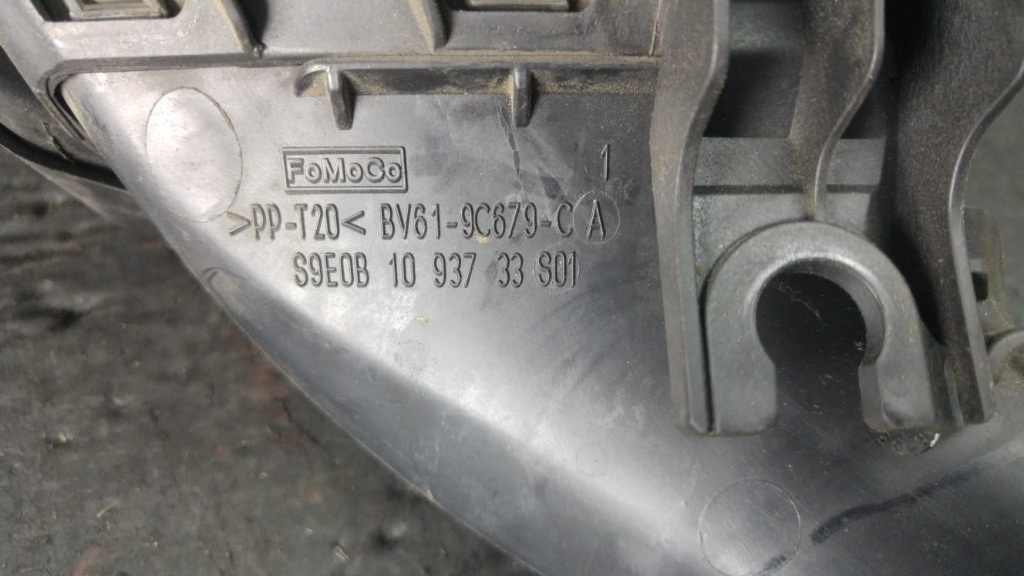 FoMoCo
1
>PP-T20< BV61-9C679-C A
S9E0B 10 937 33 S01